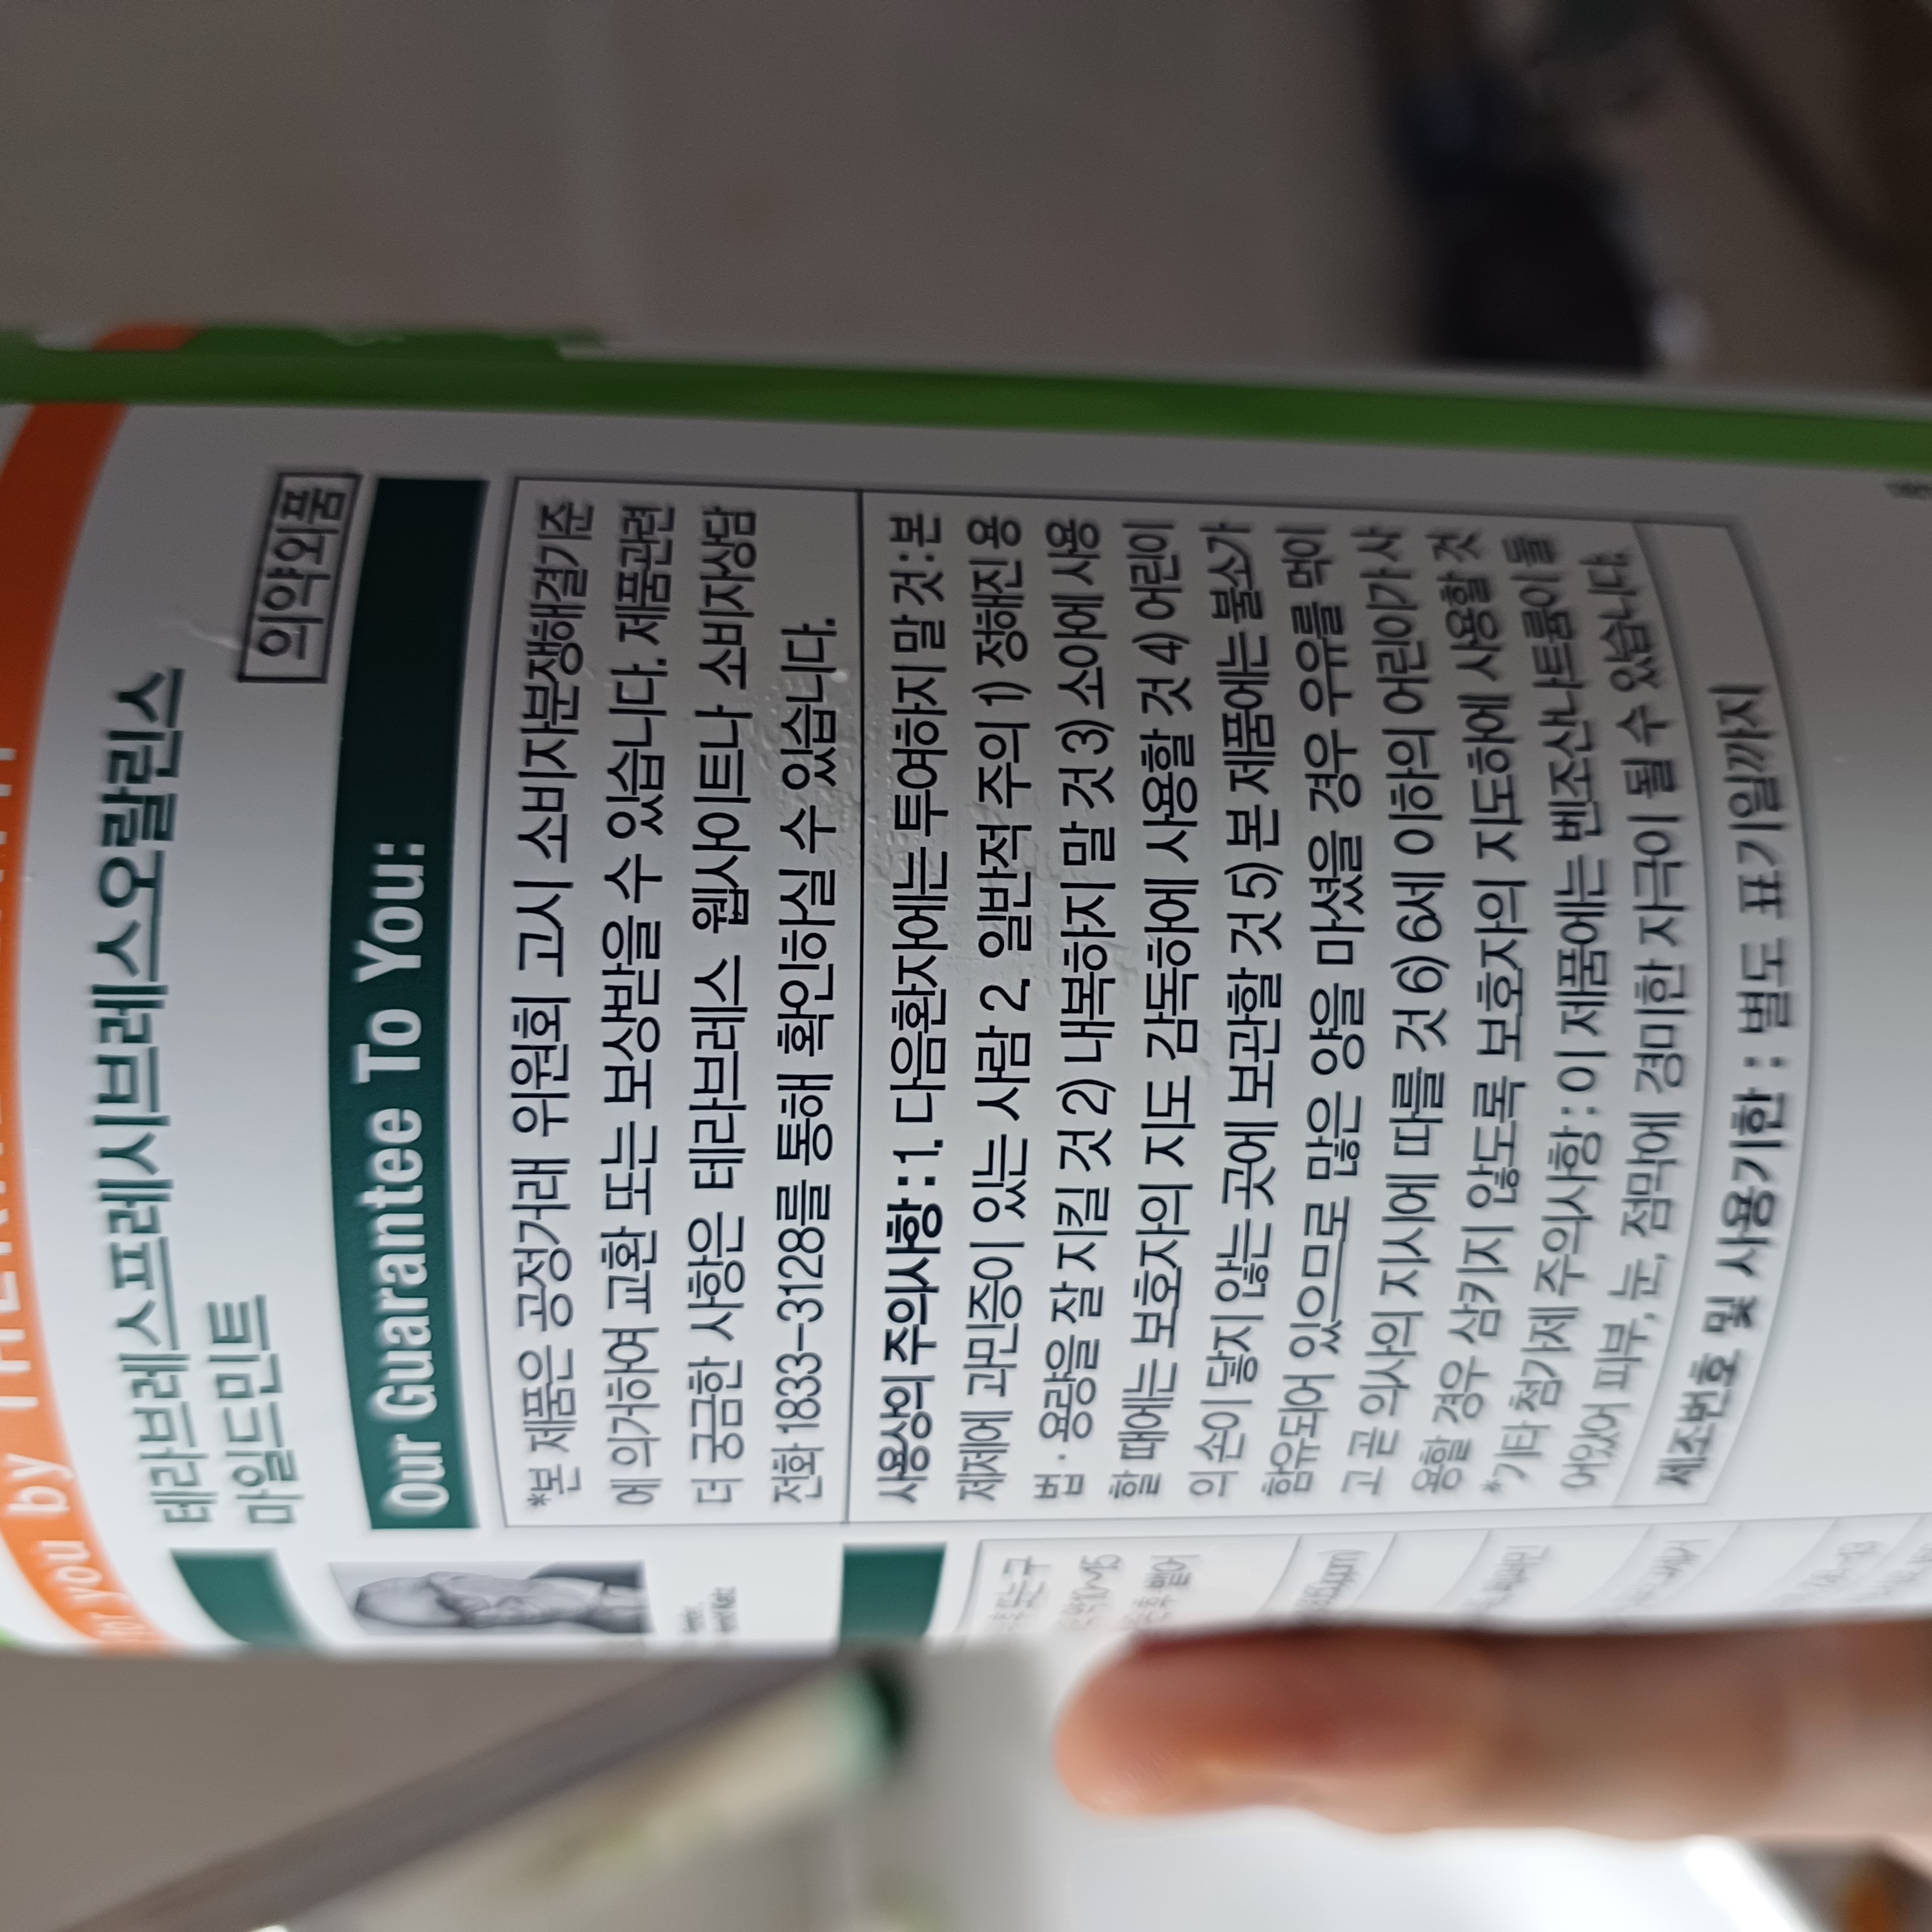 you by
테라브레스프레시브레스오랄린스
마일드민트
의약외품
Our Guarantee To You:
*본 제품은 공정거래 위원회 고시 소비자분쟁해결기준
에 의거하여 교환 또는 보상받을 수 있습니다. 제품관련
더 궁금한 사항은 테라브레스 웹사이트나 소비자상담
전화 1833-3128를 통해 확인하실 수 있습니다.
사용상의 주의사항 : 1. 다음환자에는 투여하지 말 것 : 본
제제에 과민증이 있는 사람 2. 일반적 주의 1) 정해진 용
법 · 용량을 잘 지킬 것 2) 내복하지 말 것 3) 소아에 사용
할 때에는 보호자의 지도 감독하에 사용할 것 4) 어린이
의 손이 닿지 않는 곳에 보관할 것 5) 본 제품에는 불소가
함유되어 있으므로 많은 양을 마셨을 경우 우유를 먹이
고 곧 의사의 지시에 따를 것 6) 6세 이하의 어린이가 사
용할 경우 삼키지 않도록 보호자의 지도하에 사용할 것
*기타 첨가제 주의사항 : 이 제품에는 벤조산나트륨이 들
어있어 피부, 눈, 점막에 경미한 자극이 될 수 있습니다.
제조번호 및 사용기한 : 별도 표기일까지